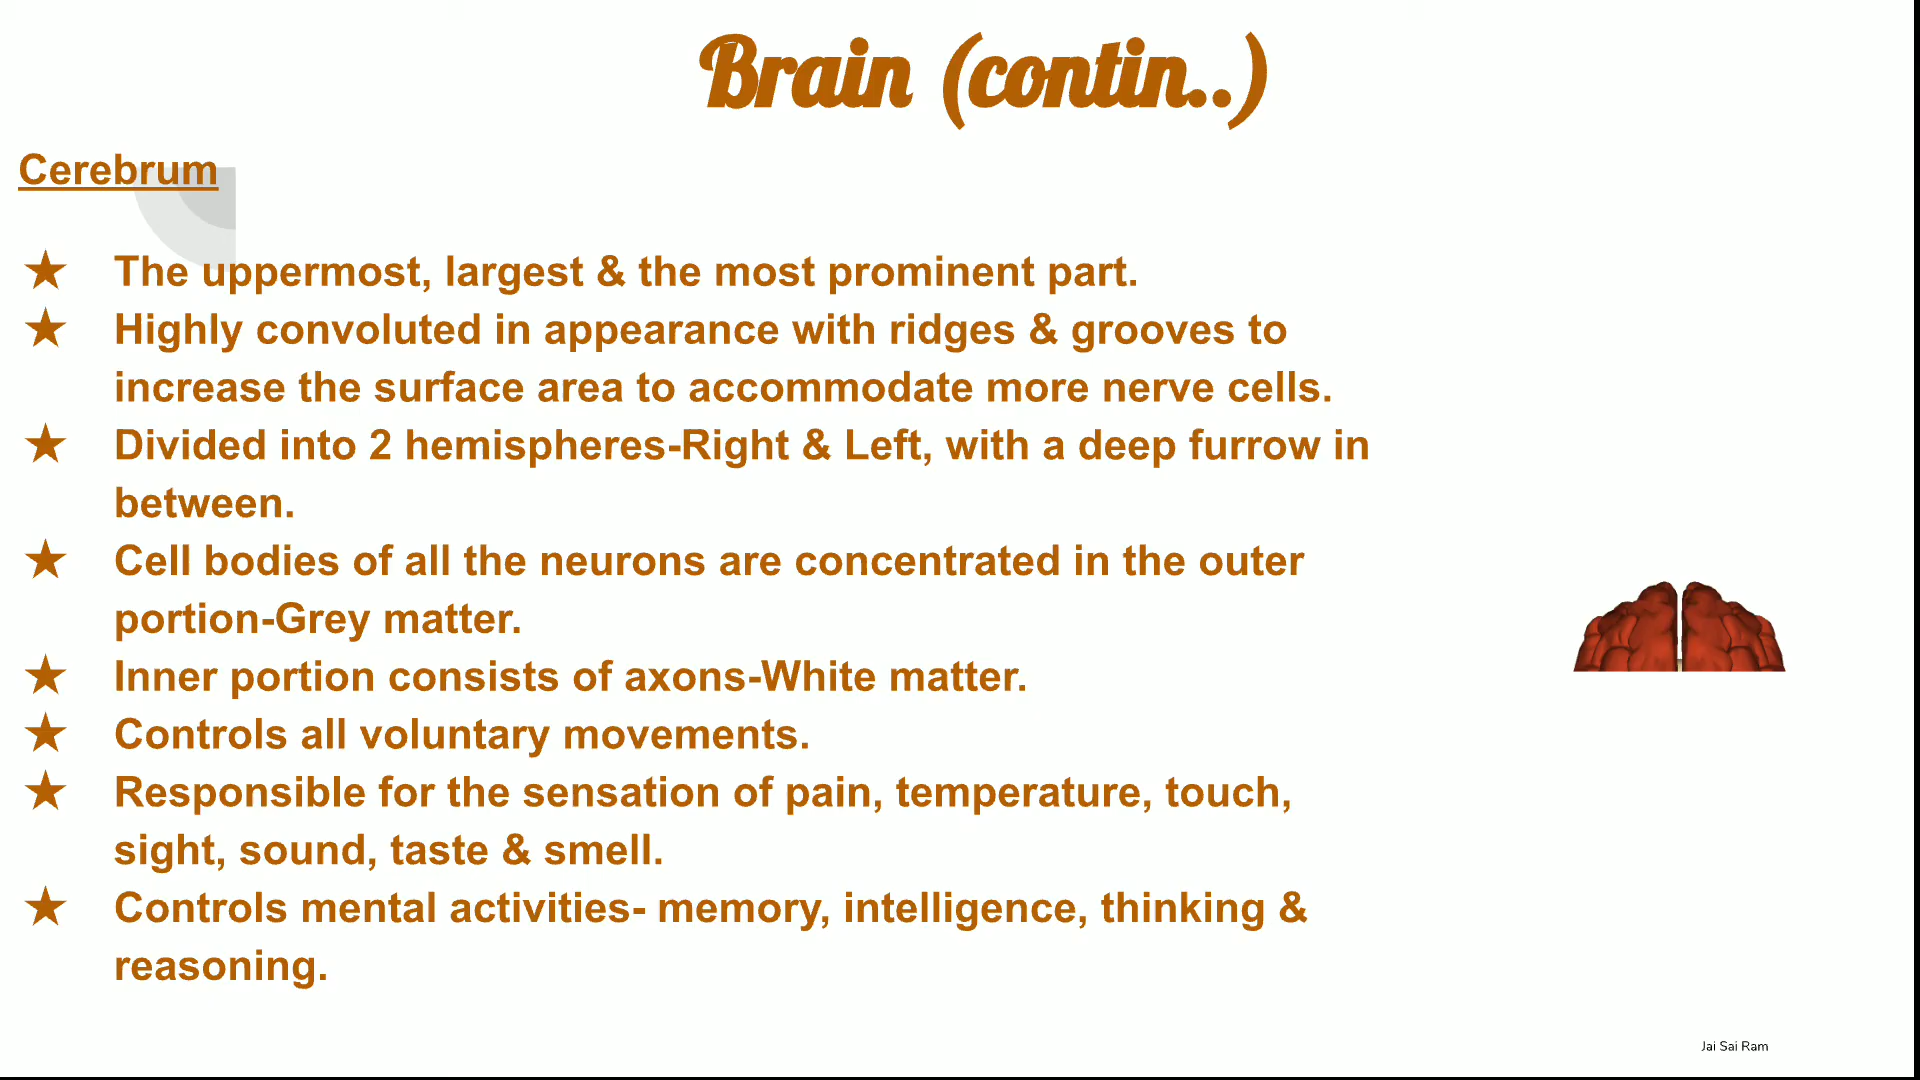 Brain (contin..)
Cerebrum
★ The uppermost, largest & the most prominent part.
★ Highly convoluted in appearance with ridges & grooves to
increase the surface area to accommodate more nerve cells.
★ Divided into 2 hemispheres-Right & Left, with a deep furrow in
between.
★ Cell bodies of all the neurons are concentrated in the outer
portion-Grey matter.
★ Inner portion consists of axons-White matter.
★ Controls all voluntary movements.
★ Responsible for the sensation of pain, temperature, touch,
sight, sound, taste & smell.
★ Controls mental activities- memory, intelligence, thinking &
reasoning.
Jai Sai Ram